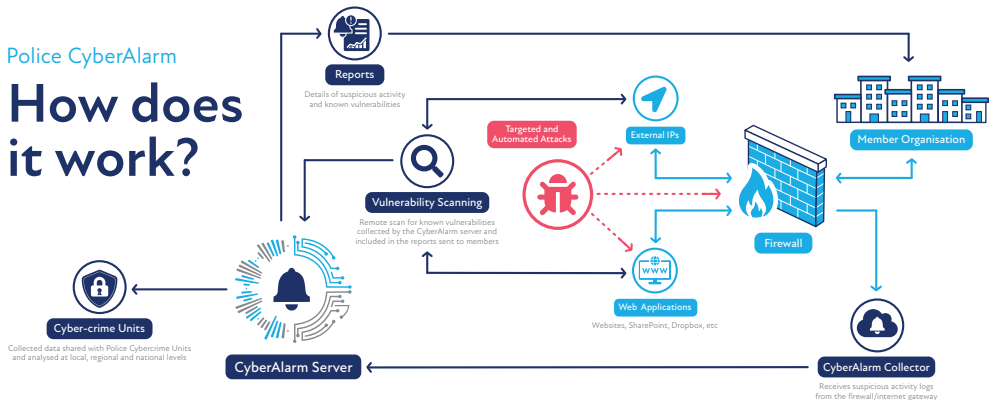 Police CyberAlarm
How does
it work?
Reports
Details of suspicious activity
and known vulnerabilities
Targeted and
Automated Attacks
External IPs
Member Organisation
Vulnerability Scanning
Remote scan for known vulnerabilities
collected by the CyberAlarm server and
included in the reports sent to members
Firewall
WWW
Web Applications
Websites, SharePoint, Dropbox, etc
Cyber-crime Units
Collected data shared with Police Cybercrime Units
and analysed at local, regional and national levels
CyberAlarm Server
CyberAlarm Collector
Receives suspicious activity logs
from the firewall/internet gateway